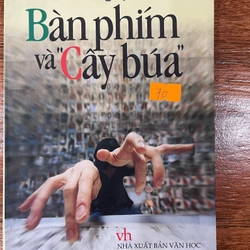 Bàn phím
và "Cây búa"
70.
vh
NHÀ XUẤT BẢN VĂN HỌC